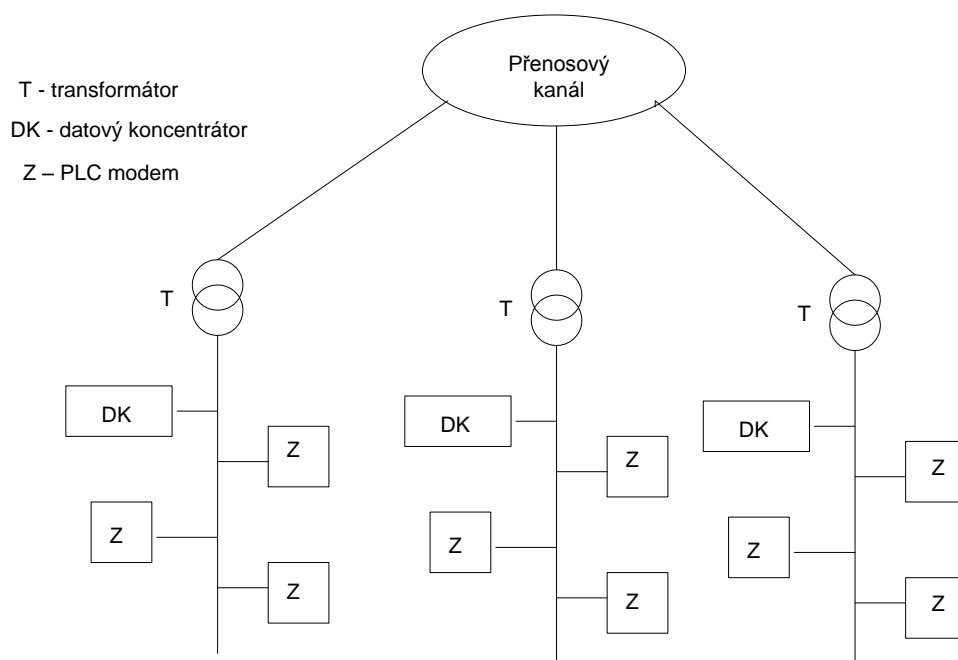 Přenosový
kanál
T - transformátor
DK - datový koncentrátor
Z – PLC modem
T
T
T
DK
DK
DK
Z
Z
Z
Z
Z
Z
Z
Z
Z